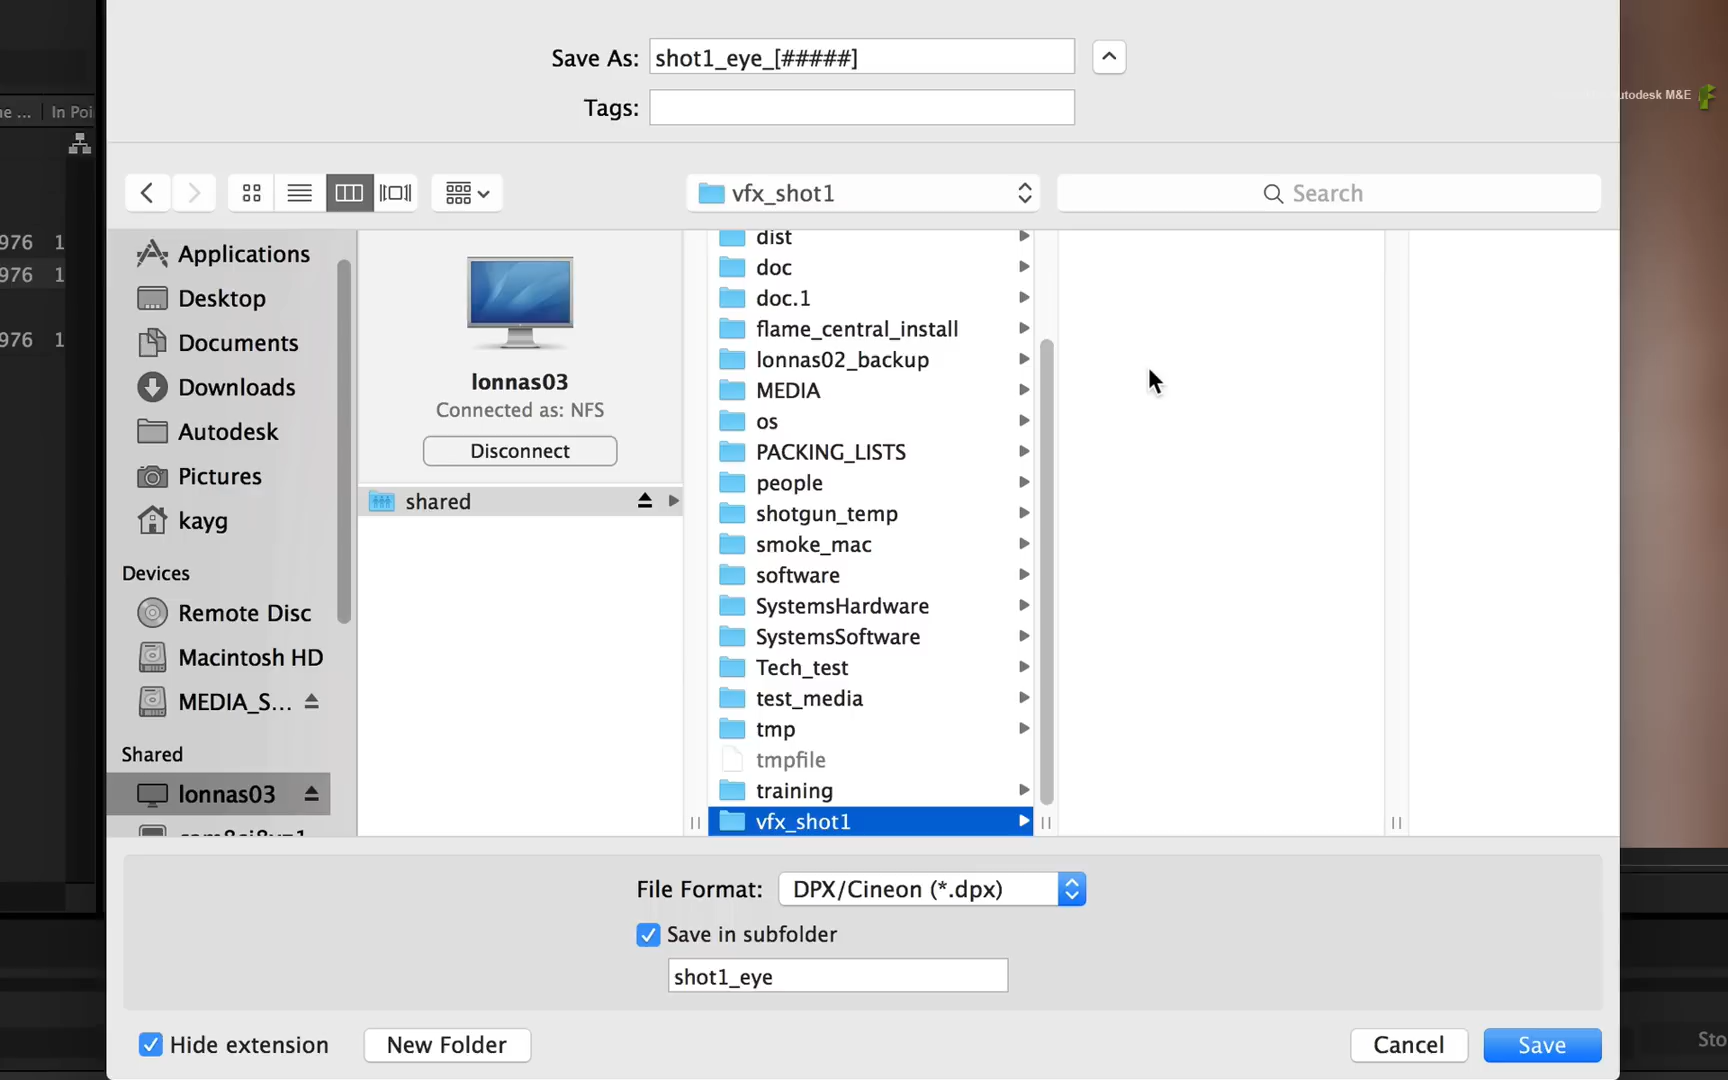 Save As: shot1_eye_[#####]
Tags:
utodesk M&E
ne ... In Poi
vfx_shot1
Search
976 1
976 1
976 1
Applications
Desktop
Documents
Downloads
Autodesk
Pictures
kayg
Devices
Remote Disc
Macintosh HD
MEDIA_S...
Shared
lonnas03
lonnas03
Connected as: NFS
Disconnect
shared
dist
doc
doc.1
flame_central_install
lonnas02_backup
MEDIA
os
PACKING_LISTS
people
shotgun_temp
smoke_mac
software
SystemsHardware
SystemsSoftware
Tech_test
test_media
tmp
tmpfile
training
vfx_shot1
File Format: DPX/Cineon (*.dpx)
Save in subfolder
shot1_eye
Hide extension
New Folder
Cancel
Save
Sto